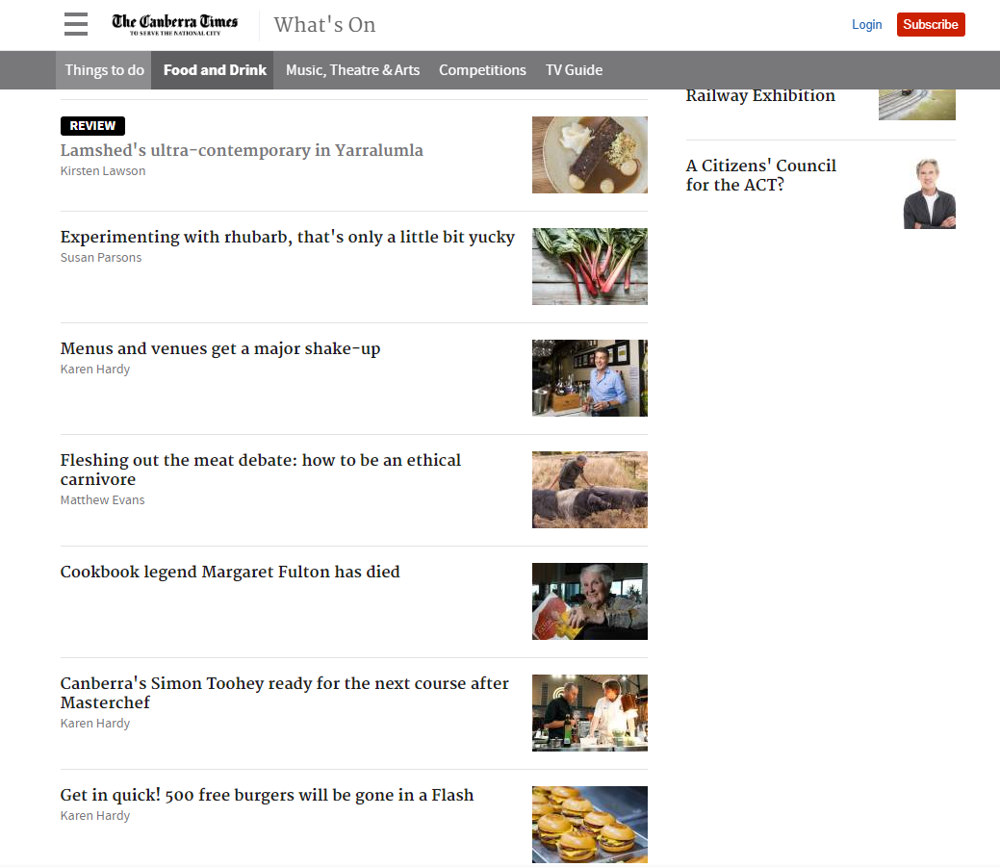 The Canberra Times
TO SERVE THE NATIONAL CITY
What's On
Login
Subscribe
Things to do
Food and Drink
Music, Theatre & Arts
Competitions
TV Guide
REVIEW
Lamshed's ultra-contemporary in Yarralumla
Kirsten Lawson
Experimenting with rhubarb, that's only a little bit yucky
Susan Parsons
Menus and venues get a major shake-up
Karen Hardy
Fleshing out the meat debate: how to be an ethical
carnivore
Matthew Evans
Cookbook legend Margaret Fulton has died
Canberra's Simon Toohey ready for the next course after
Masterchef
Karen Hardy
Get in quick! 500 free burgers will be gone in a Flash
Karen Hardy
Railway Exhibition
A Citizens' Council
for the ACT?